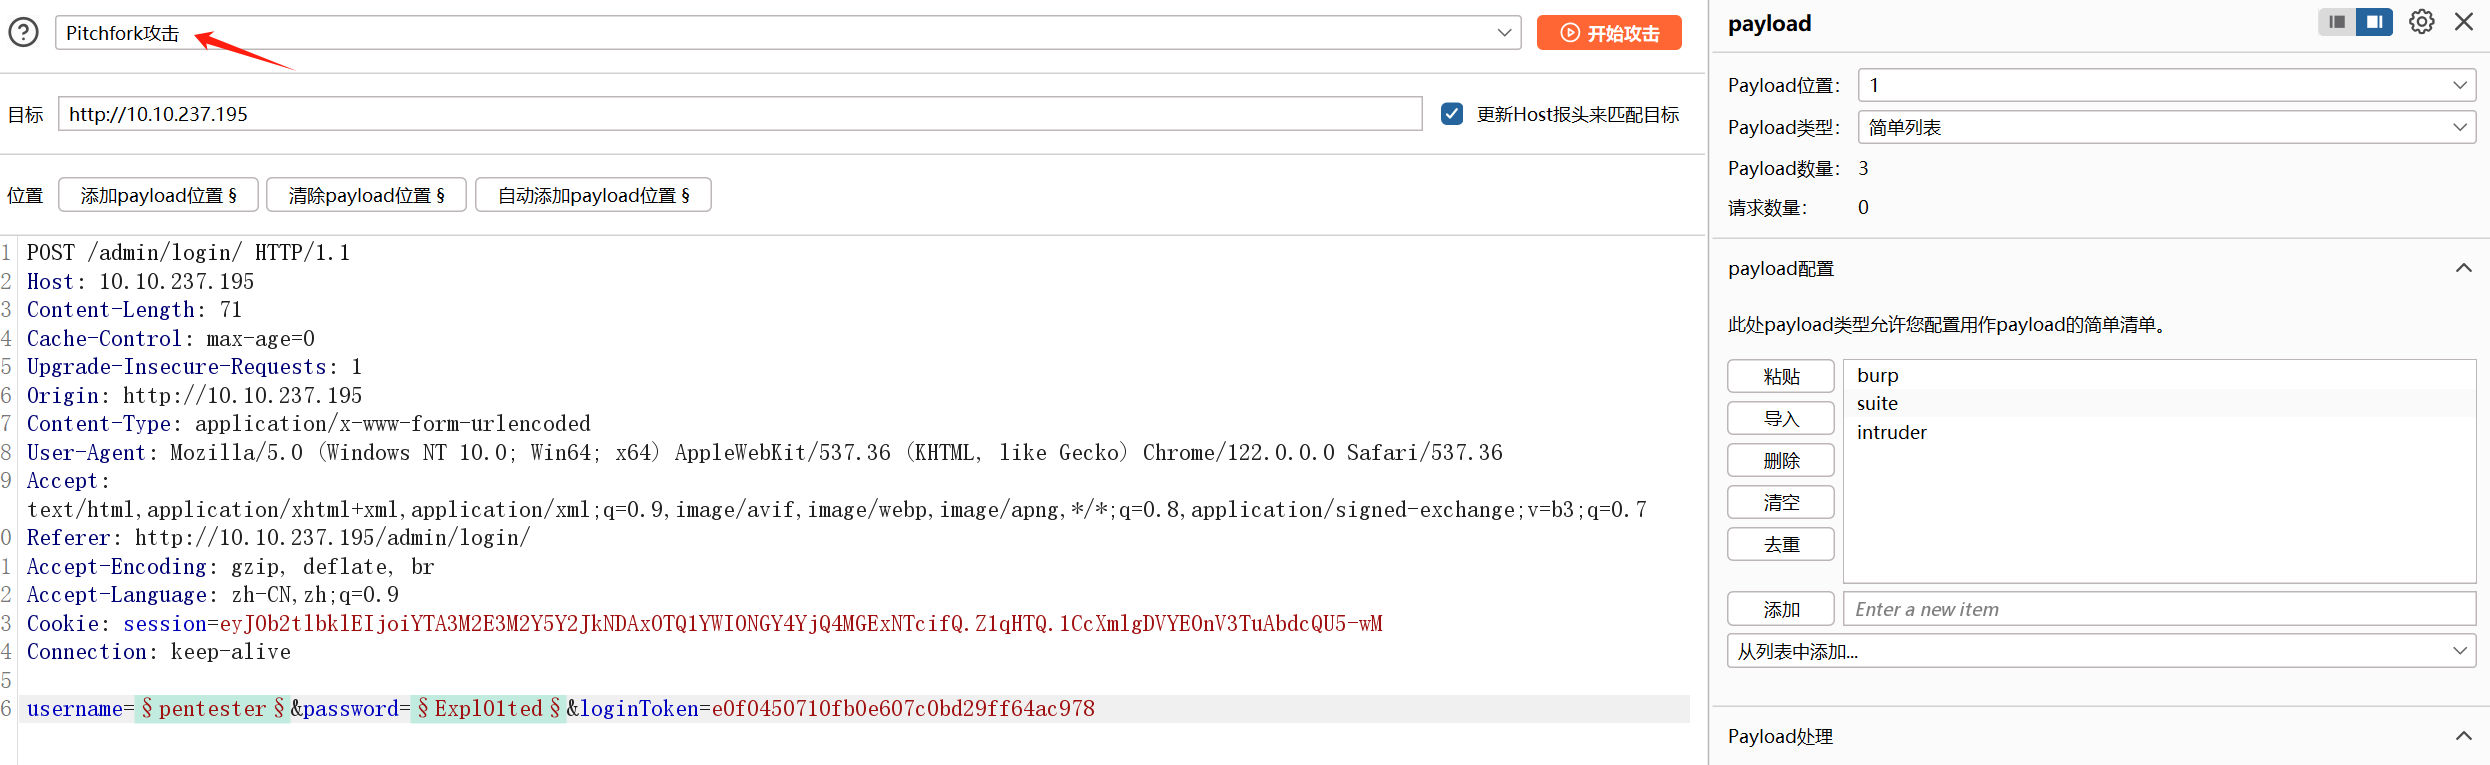 Pitchfork攻击
开始攻击
目标 http://10.10.237.195
更新Host报头来匹配目标
位置 添加payload位置 § 清除payload位置 § 自动添加payload位置 §
1 POST /admin/login/ HTTP/1.1
2 Host: 10.10.237.195
3 Content-Length: 71
4 Cache-Control: max-age=0
5 Upgrade-Insecure-Requests: 1
6 Origin: http://10.10.237.195
7 Content-Type: application/x-www-form-urlencoded
8 User-Agent: Mozilla/5.0 (Windows NT 10.0; Win64; x64) AppleWebKit/537.36 (KHTML, like Gecko) Chrome/122.0.0.0 Safari/537.36
9 Accept:
text/html,application/xhtml+xml,application/xml;q=0.9,image/avif,image/webp,image/apng,*/*;q=0.8,application/signed-exchange;v=b3;q=0.7
0 Referer: http://10.10.237.195/admin/login/
1 Accept-Encoding: gzip, deflate, br
2 Accept-Language: zh-CN,zh;q=0.9
3 Cookie: session=eyJ0b2tlbklEIjoiYTA3M2E3M2Y5Y2JkNDAxOTQ1YWI0NGY4YjQ4MGExNTcifQ.Z1qHTQ.1CcXmlgDVYE0nV3TuAbdcQU5-wM
4 Connection: keep-alive
5
6 username=§pentester§&password=§Expl01ted§&loginToken=e0f0450710fb0e607c0bd29ff64ac978
payload
Payload位置： 1
Payload类型： 简单列表
Payload数量： 3
请求数量： 0
payload配置
此处payload类型允许您配置用作payload的简单清单。
粘贴
导入
删除
清空
去重
burp
suite
intruder
添加 Enter a new item
从列表中添加...
Payload处理